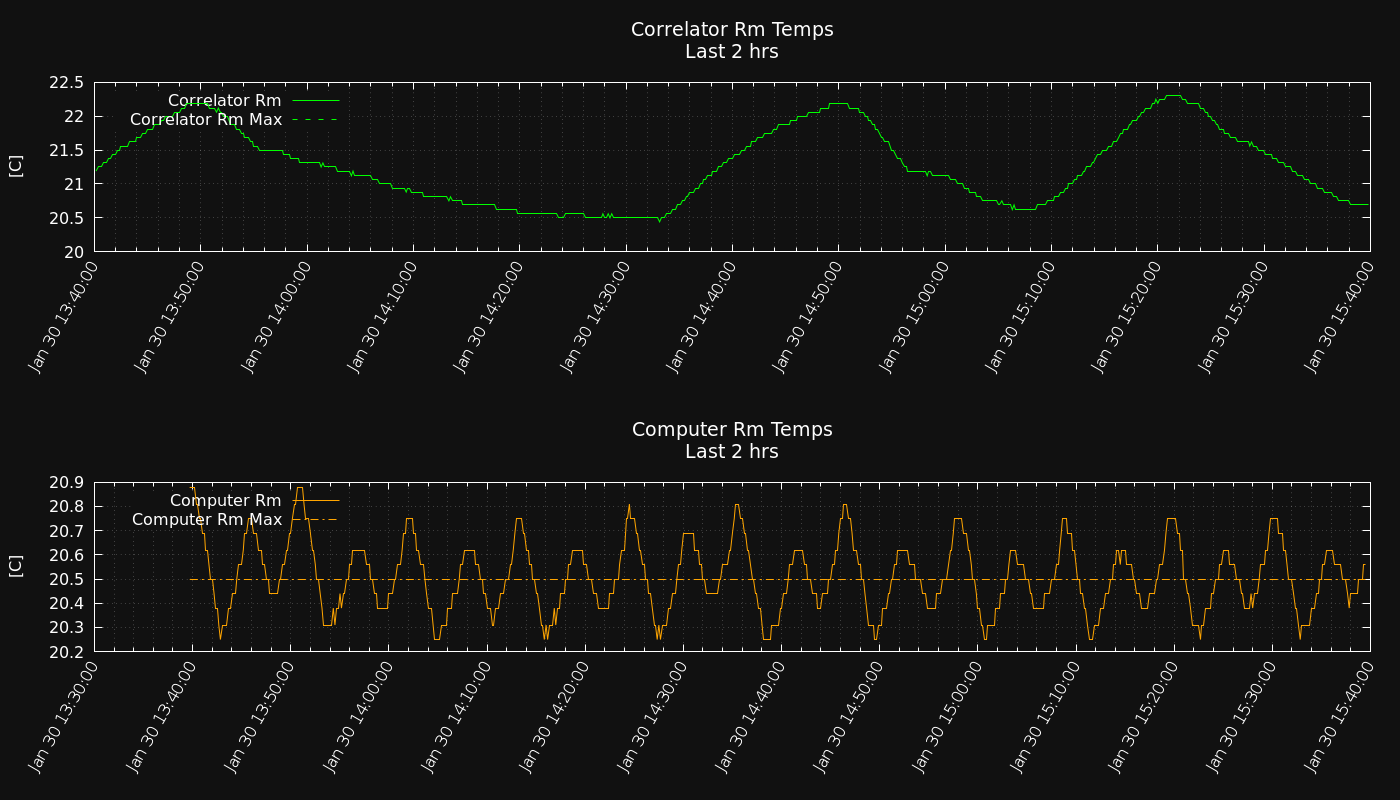 Correlator Rm Temps
Last 2 hrs
22.5
22
21.5
21
20.5
20
[C]
Correlator Rm
Correlator Rm Max
Jan 30 13:40:00
Jan 30 13:50:00
Jan 30 14:00:00
Jan 30 14:10:00
Jan 30 14:20:00
Jan 30 14:30:00
Jan 30 14:40:00
Jan 30 14:50:00
Jan 30 15:00:00
Jan 30 15:10:00
Jan 30 15:20:00
Jan 30 15:30:00
Jan 30 15:40:00
Computer Rm Temps
Last 2 hrs
20.9
20.8
20.7
20.6
20.5
20.4
20.3
20.2
[C]
Computer Rm
Computer Rm Max
Jan 30 13:30:00
Jan 30 13:40:00
Jan 30 13:50:00
Jan 30 14:00:00
Jan 30 14:10:00
Jan 30 14:20:00
Jan 30 14:30:00
Jan 30 14:40:00
Jan 30 14:50:00
Jan 30 15:00:00
Jan 30 15:10:00
Jan 30 15:20:00
Jan 30 15:30:00
Jan 30 15:40:00